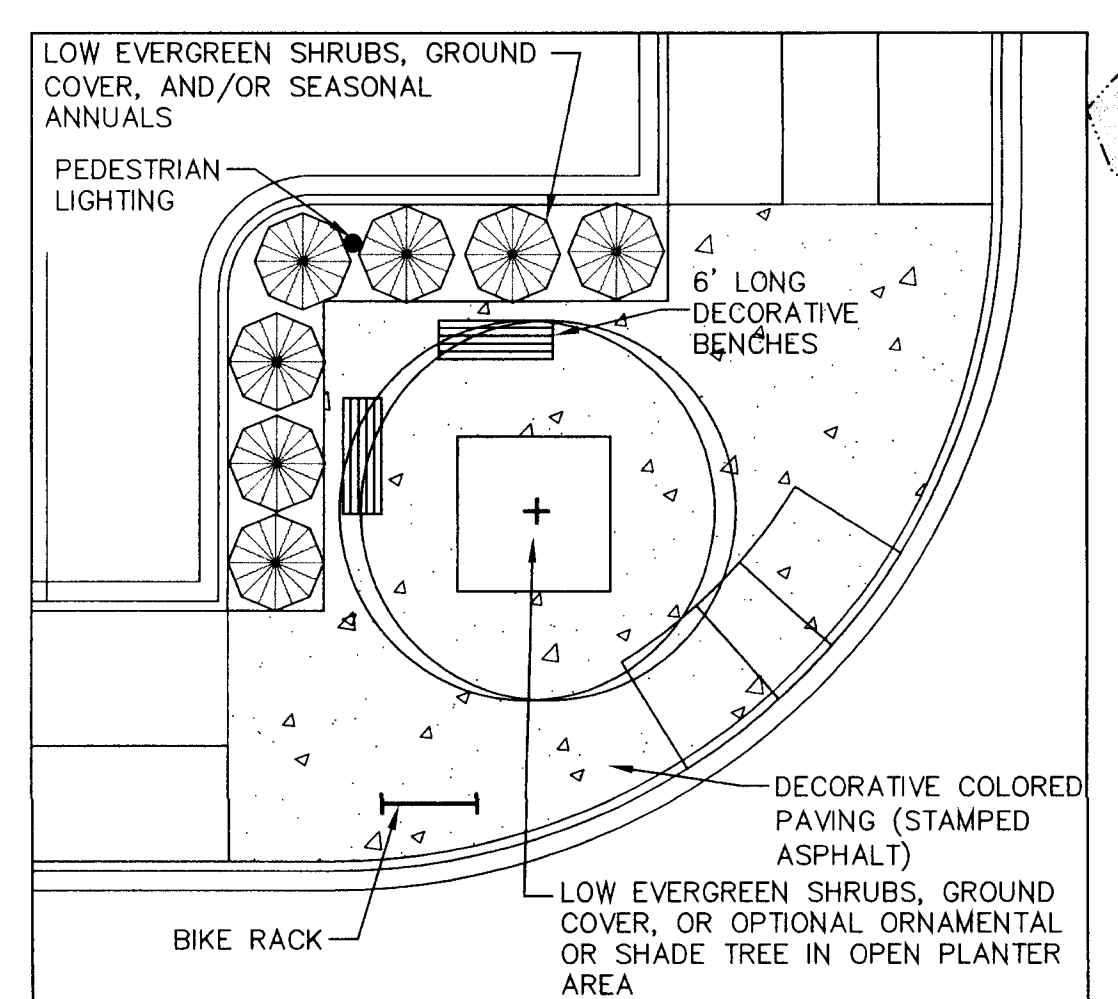 LOW EVERGREEN SHRUBS, GROUND
COVER, AND/OR SEASONAL
ANNUALS
PEDESTRIAN
LIGHTING
6' LONG
DECORATIVE
BENCHES
DECORATIVE COLORED
PAVING (STAMPED
ASPHALT)
LOW EVERGREEN SHRUBS, GROUND
COVER, OR OPTIONAL ORNAMENTAL
OR SHADE TREE IN OPEN PLANTER
AREA
BIKE RACK